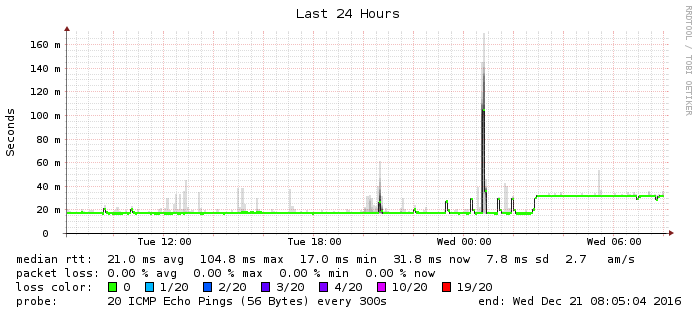 Last 24 Hours
RRDTOOL / TOBI OETIKER
Seconds
160 m
140 m
120 m
100 m
80 m
60 m
40 m
20 m
0
Tue 12:00 Tue 18:00 Wed 00:00 Wed 06:00
median rtt: 21.0 ms avg 104.8 ms max 17.0 ms min 31.8 ms now 7.8 ms sd 2.7 am/s
packet loss: 0.00 % avg 0.00 % max 0.00 % min 0.00 % now
loss color: 0 1/20 2/20 3/20 4/20 10/20 19/20
probe: 20 ICMP Echo Pings (56 Bytes) every 300s end: Wed Dec 21 08:05:04 2016